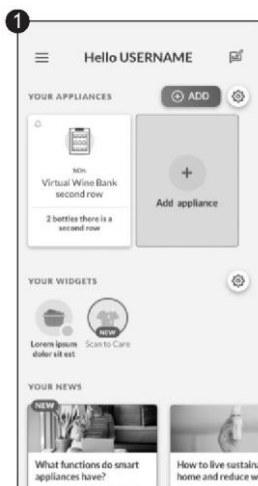 1
Hello USERNAME
YOUR APPLIANCES
ADD
NON
Virtual Wine Bank
second row
2 bottles there is a
second row
Add appliance
YOUR WIDGETS
NEW
Lorem ipsum
dolor sit est
Scan to Care
YOUR NEWS
NEW
What functions do smart
appliances have?
How to live sustaina
home and reduce w